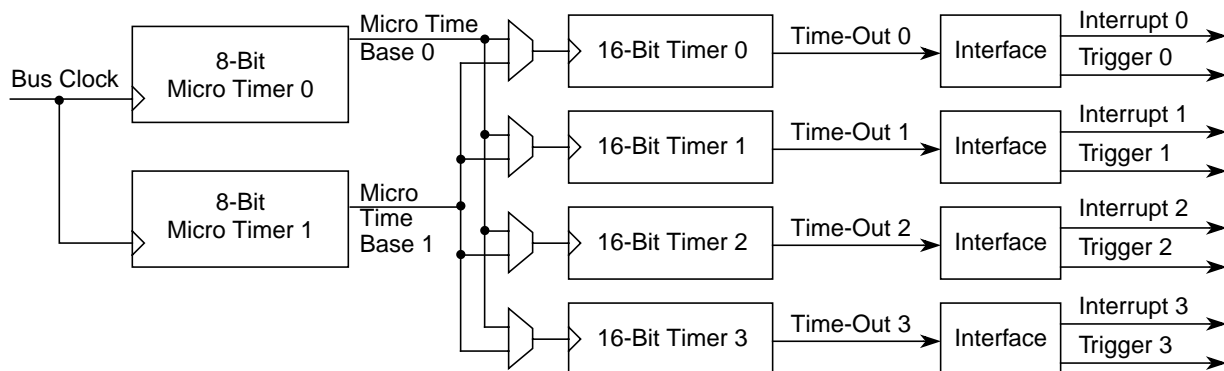 Bus Clock
8-Bit
Micro Timer 0
8-Bit
Micro Timer 1
Micro Time
Base 0
Micro
Time
Base 1
16-Bit Timer 0
Time-Out 0
Interface
Interrupt 0
Trigger 0
16-Bit Timer 1
Time-Out 1
Interface
Interrupt 1
Trigger 1
16-Bit Timer 2
Time-Out 2
Interface
Interrupt 2
Trigger 2
16-Bit Timer 3
Time-Out 3
Interface
Interrupt 3
Trigger 3